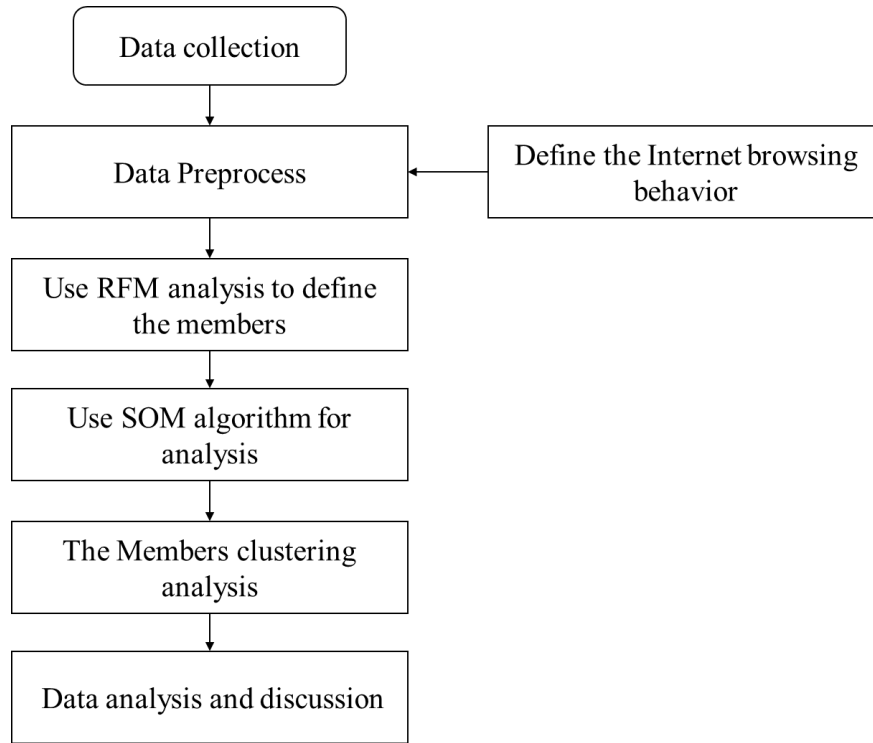 Data collection
Data Preprocess
Define the Internet browsing
behavior
Use RFM analysis to define
the members
Use SOM algorithm for
analysis
The Members clustering
analysis
Data analysis and discussion